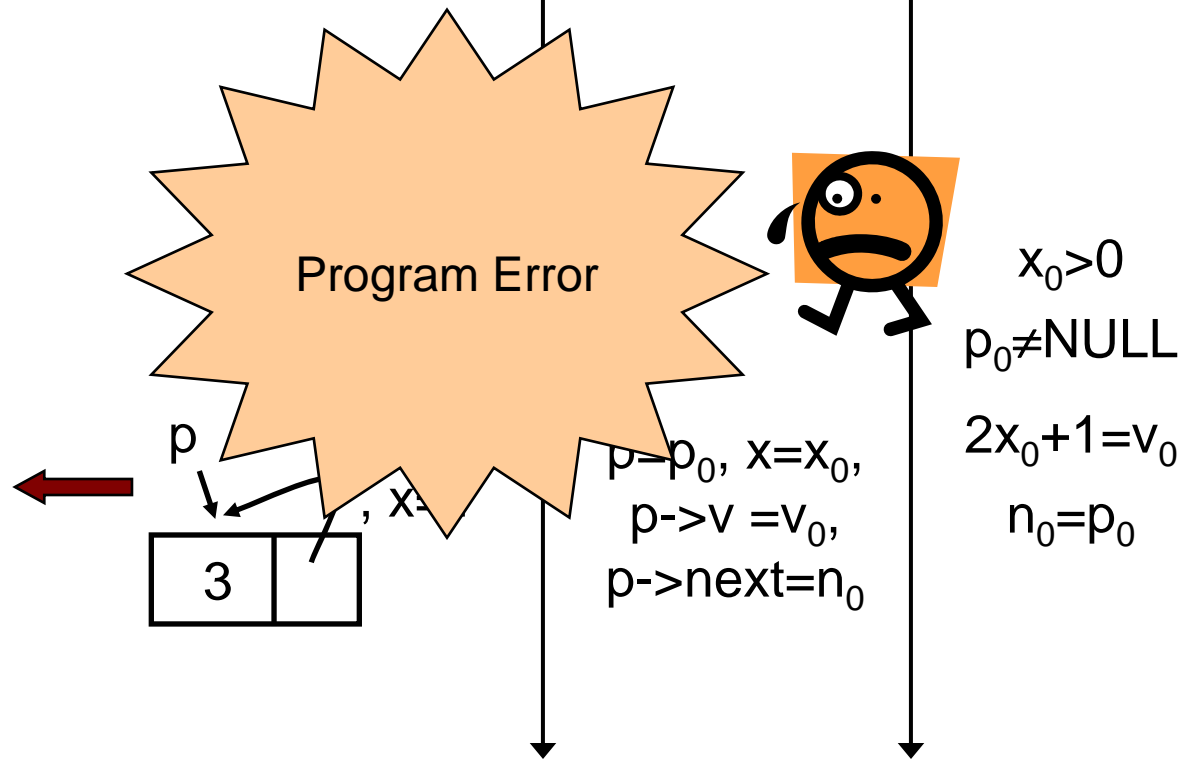 Program Error
p
, x=
3
p=p₀, x=x₀,
p->v =v₀,
p->next=n₀
x₀>0
p₀≠NULL
2x₀+1=v₀
n₀=p₀